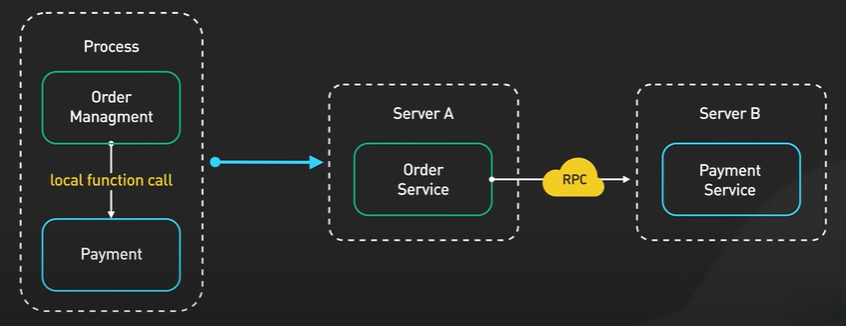 Process
Order
Managment
local function call
Payment
Server A
Order
Service
RPC
Server B
Payment
Service